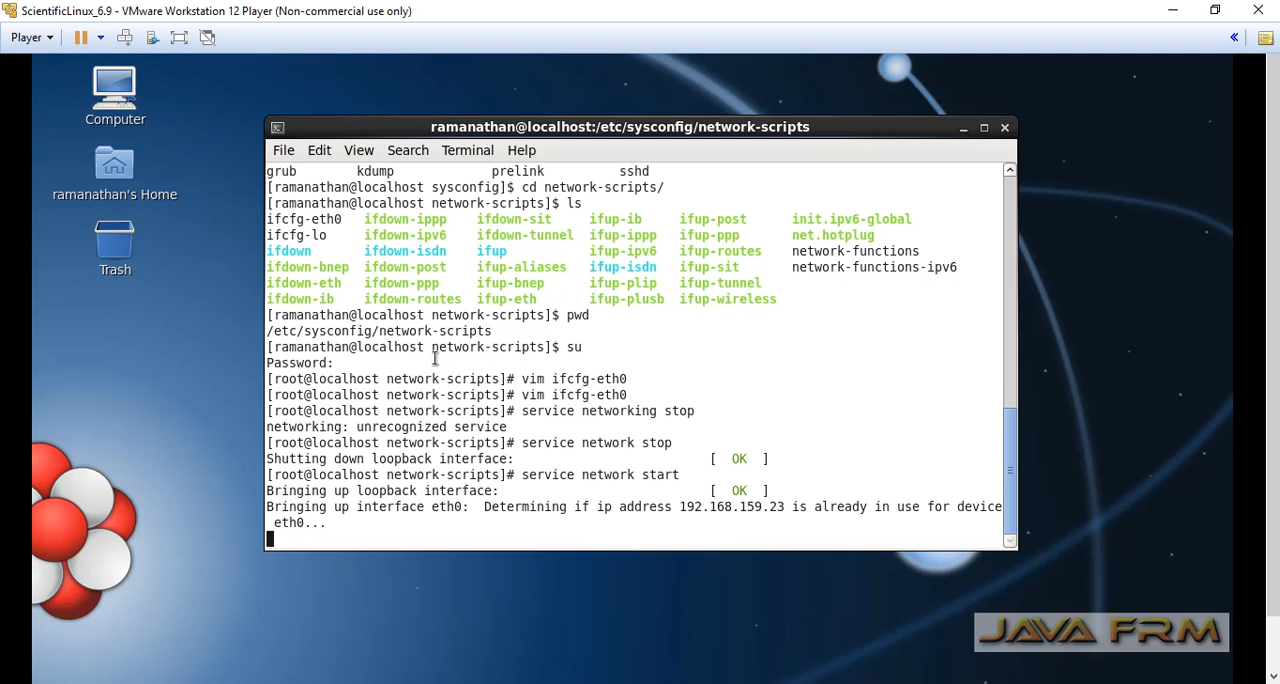 ScientificLinux_6.9 - VMware Workstation 12 Player (Non-commercial use only)
Player
Computer
ramanathan's Home
Trash
ramanathan@localhost:/etc/sysconfig/network-scripts
File Edit View Search Terminal Help
grub kdump prelink sshd
[ramanathan@localhost sysconfig]$ cd network-scripts/
[ramanathan@localhost network-scripts]$ ls
ifcfg-eth0 ifdown-ippp ifdown-sit ifup-ib ifup-post init.ipv6-global
ifcfg-lo ifdown-ipv6 ifdown-tunnel ifup-ippp ifup-ppp net.hotplug
ifdown ifdown-isdn ifup ifup-ipv6 ifup-routes network-functions
ifdown-bnep ifdown-post ifup-aliases ifup-isdn ifup-sit network-functions-ipv6
ifdown-eth ifdown-ppp ifup-bnep ifup-plip ifup-tunnel
ifdown-ib ifdown-routes ifup-eth ifup-plusb ifup-wireless
[ramanathan@localhost network-scripts]$ pwd
/etc/sysconfig/network-scripts
[ramanathan@localhost network-scripts]$ su
Password:
[root@localhost network-scripts]# vim ifcfg-eth0
[root@localhost network-scripts]# vim ifcfg-eth0
[root@localhost network-scripts]# service networking stop
networking: unrecognized service
[root@localhost network-scripts]# service network stop
Shutting down loopback interface: [ OK ]
[root@localhost network-scripts]# service network start
Bringing up loopback interface: [ OK ]
Bringing up interface eth0: Determining if ip address 192.168.159.23 is already in use for device
eth0...
JAVA FRM